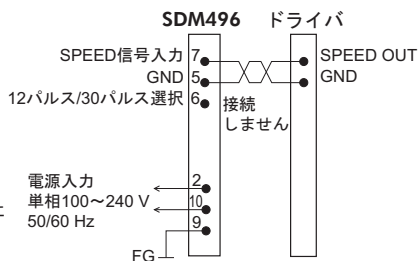 SDM496 ドライバ
SPEED信号入力 7 SPEED OUT
GND 5 GND
12パルス/30パルス選択 6 接続
しません
電源入力 2
単相100～240 V 10
50/60 Hz 9
FG